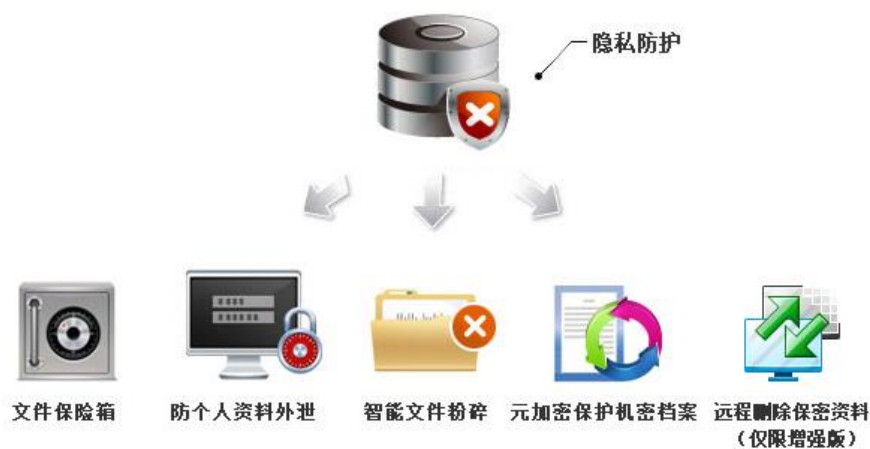 隐私防护
文件保险箱
防个人资料外泄
智能文件粉碎
元加密保护机密档案
远程删除保密资料
（仅限增强版）